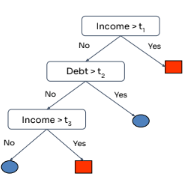 Income > t₁
No
Yes
Debt > t₂
No
Yes
Income > t₃
No
Yes